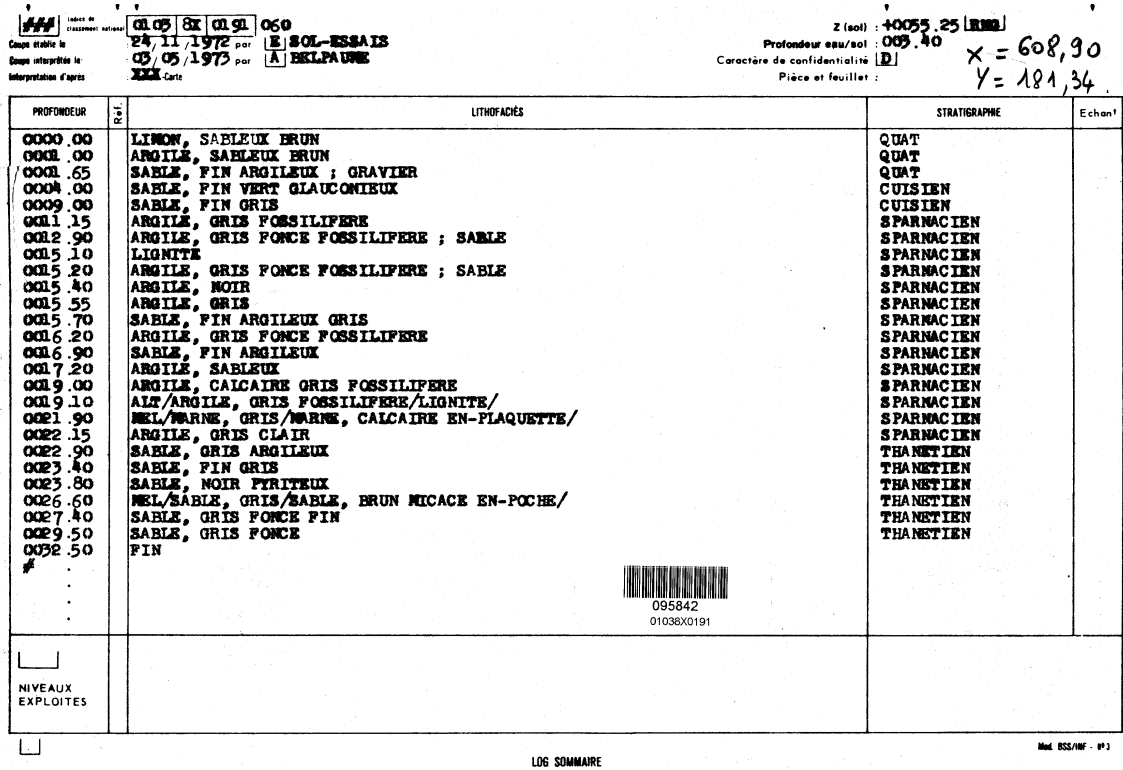 ### Indice de classement national 0103 8X 0191 060
Z (sol) : +0055.25 RNG
Coupe établie le 24/11/1972 par E SOL-ESSAIS
Profondeur eau/sol : 003.40
Coupe interprétée le 03/05/1973 par A BELPAUME
Caractère de confidentialité D
X = 608,90
Interprétation d'après XXX-Carte
Pièce et feuillet :
Y = 181,34.
PROFONDEUR Réf. LITHOFACIÈS STRATIGRAPHIE Echant
0000.00 LIMON, SABLEUX BRUN QUAT
0001.00 ARGILE, SABLEUX BRUN QUAT
0001.65 SABLE, FIN ARGILEUX ; GRAVIER QUAT
0004.00 SABLE, FIN VERT GLAUCONIEUX CUISIEN
0009.00 SABLE, FIN GRIS CUISIEN
0011.15 ARGILE, GRIS FOSSILIFERE SPARNACIEN
0012.90 ARGILE, GRIS FONCE FOSSILIFERE ; SABLE SPARNACIEN
0015.10 LIGNITE SPARNACIEN
0015.20 ARGILE, GRIS FONCE FOSSILIFERE ; SABLE SPARNACIEN
0015.40 ARGILE, NOIR SPARNACIEN
0015.55 ARGILE, GRIS SPARNACIEN
0015.70 SABLE, FIN ARGILEUX GRIS SPARNACIEN
0016.20 ARGILE, GRIS FONCE FOSSILIFERE SPARNACIEN
0016.90 SABLE, FIN ARGILEUX SPARNACIEN
0017.20 ARGILE, SABLEUX SPARNACIEN
0019.00 ARGILE, CALCAIRE GRIS FOSSILIFERE SPARNACIEN
0019.10 ALT/ARGILE, GRIS FOSSILIFERE/LIGNITE/ SPARNACIEN
0021.90 MEL/MARNE, GRIS/MARNE, CALCAIRE EN-PLAQUETTE/ SPARNACIEN
0022.15 ARGILE, GRIS CLAIR SPARNACIEN
0022.90 SABLE, GRIS ARGILEUX THANETIEN
0023.40 SABLE, FIN GRIS THANETIEN
0023.80 SABLE, NOIR PYRITEUX THANETIEN
0026.60 MEL/SABLE, GRIS/SABLE, BRUN MICACE EN-POCHE/ THANETIEN
0027.40 SABLE, GRIS FONCE FIN THANETIEN
0029.50 SABLE, GRIS FONCE THANETIEN
0032.50 FIN
#
095842
01038X0191
NIVEAUX
EXPLOITES
Mod. BSS/INF - N°3
LOG SOMMAIRE